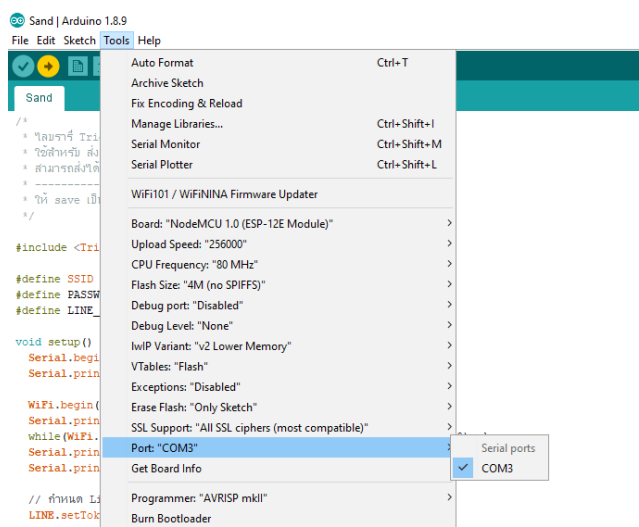 Sand | Arduino 1.8.9
File Edit Sketch Tools Help
Auto Format Ctrl+T
Archive Sketch
Fix Encoding & Reload
Manage Libraries... Ctrl+Shift+I
Serial Monitor Ctrl+Shift+M
Serial Plotter Ctrl+Shift+L
WiFi101 / WiFiNINA Firmware Updater
Board: "NodeMCU 1.0 (ESP-12E Module)"
Upload Speed: "256000"
CPU Frequency: "80 MHz"
Flash Size: "4M (no SPIFFS)"
Debug port: "Disabled"
Debug Level: "None"
lwIP Variant: "v2 Lower Memory"
VTables: "Flash"
Exceptions: "Disabled"
Erase Flash: "Only Sketch"
SSL Support: "All SSL ciphers (most compatible)"
Port: "COM3"
Get Board Info
Programmer: "AVRISP mkII"
Burn Bootloader
Serial ports
COM3
Sand
/*
* ไลบรารี่ Tri
* ใช้สำหรับ ส่ง
* สามารถส่งได้
* ----------
* ให้ save เป็
*/
#include <Tri
#define SSID
#define PASSW
#define LINE_
void setup()
Serial.begi
Serial.prin
WiFi.begin(
Serial.prin
while(WiFi.
Serial.prin
Serial.prin
// กำหนด Li
LINE.setTok